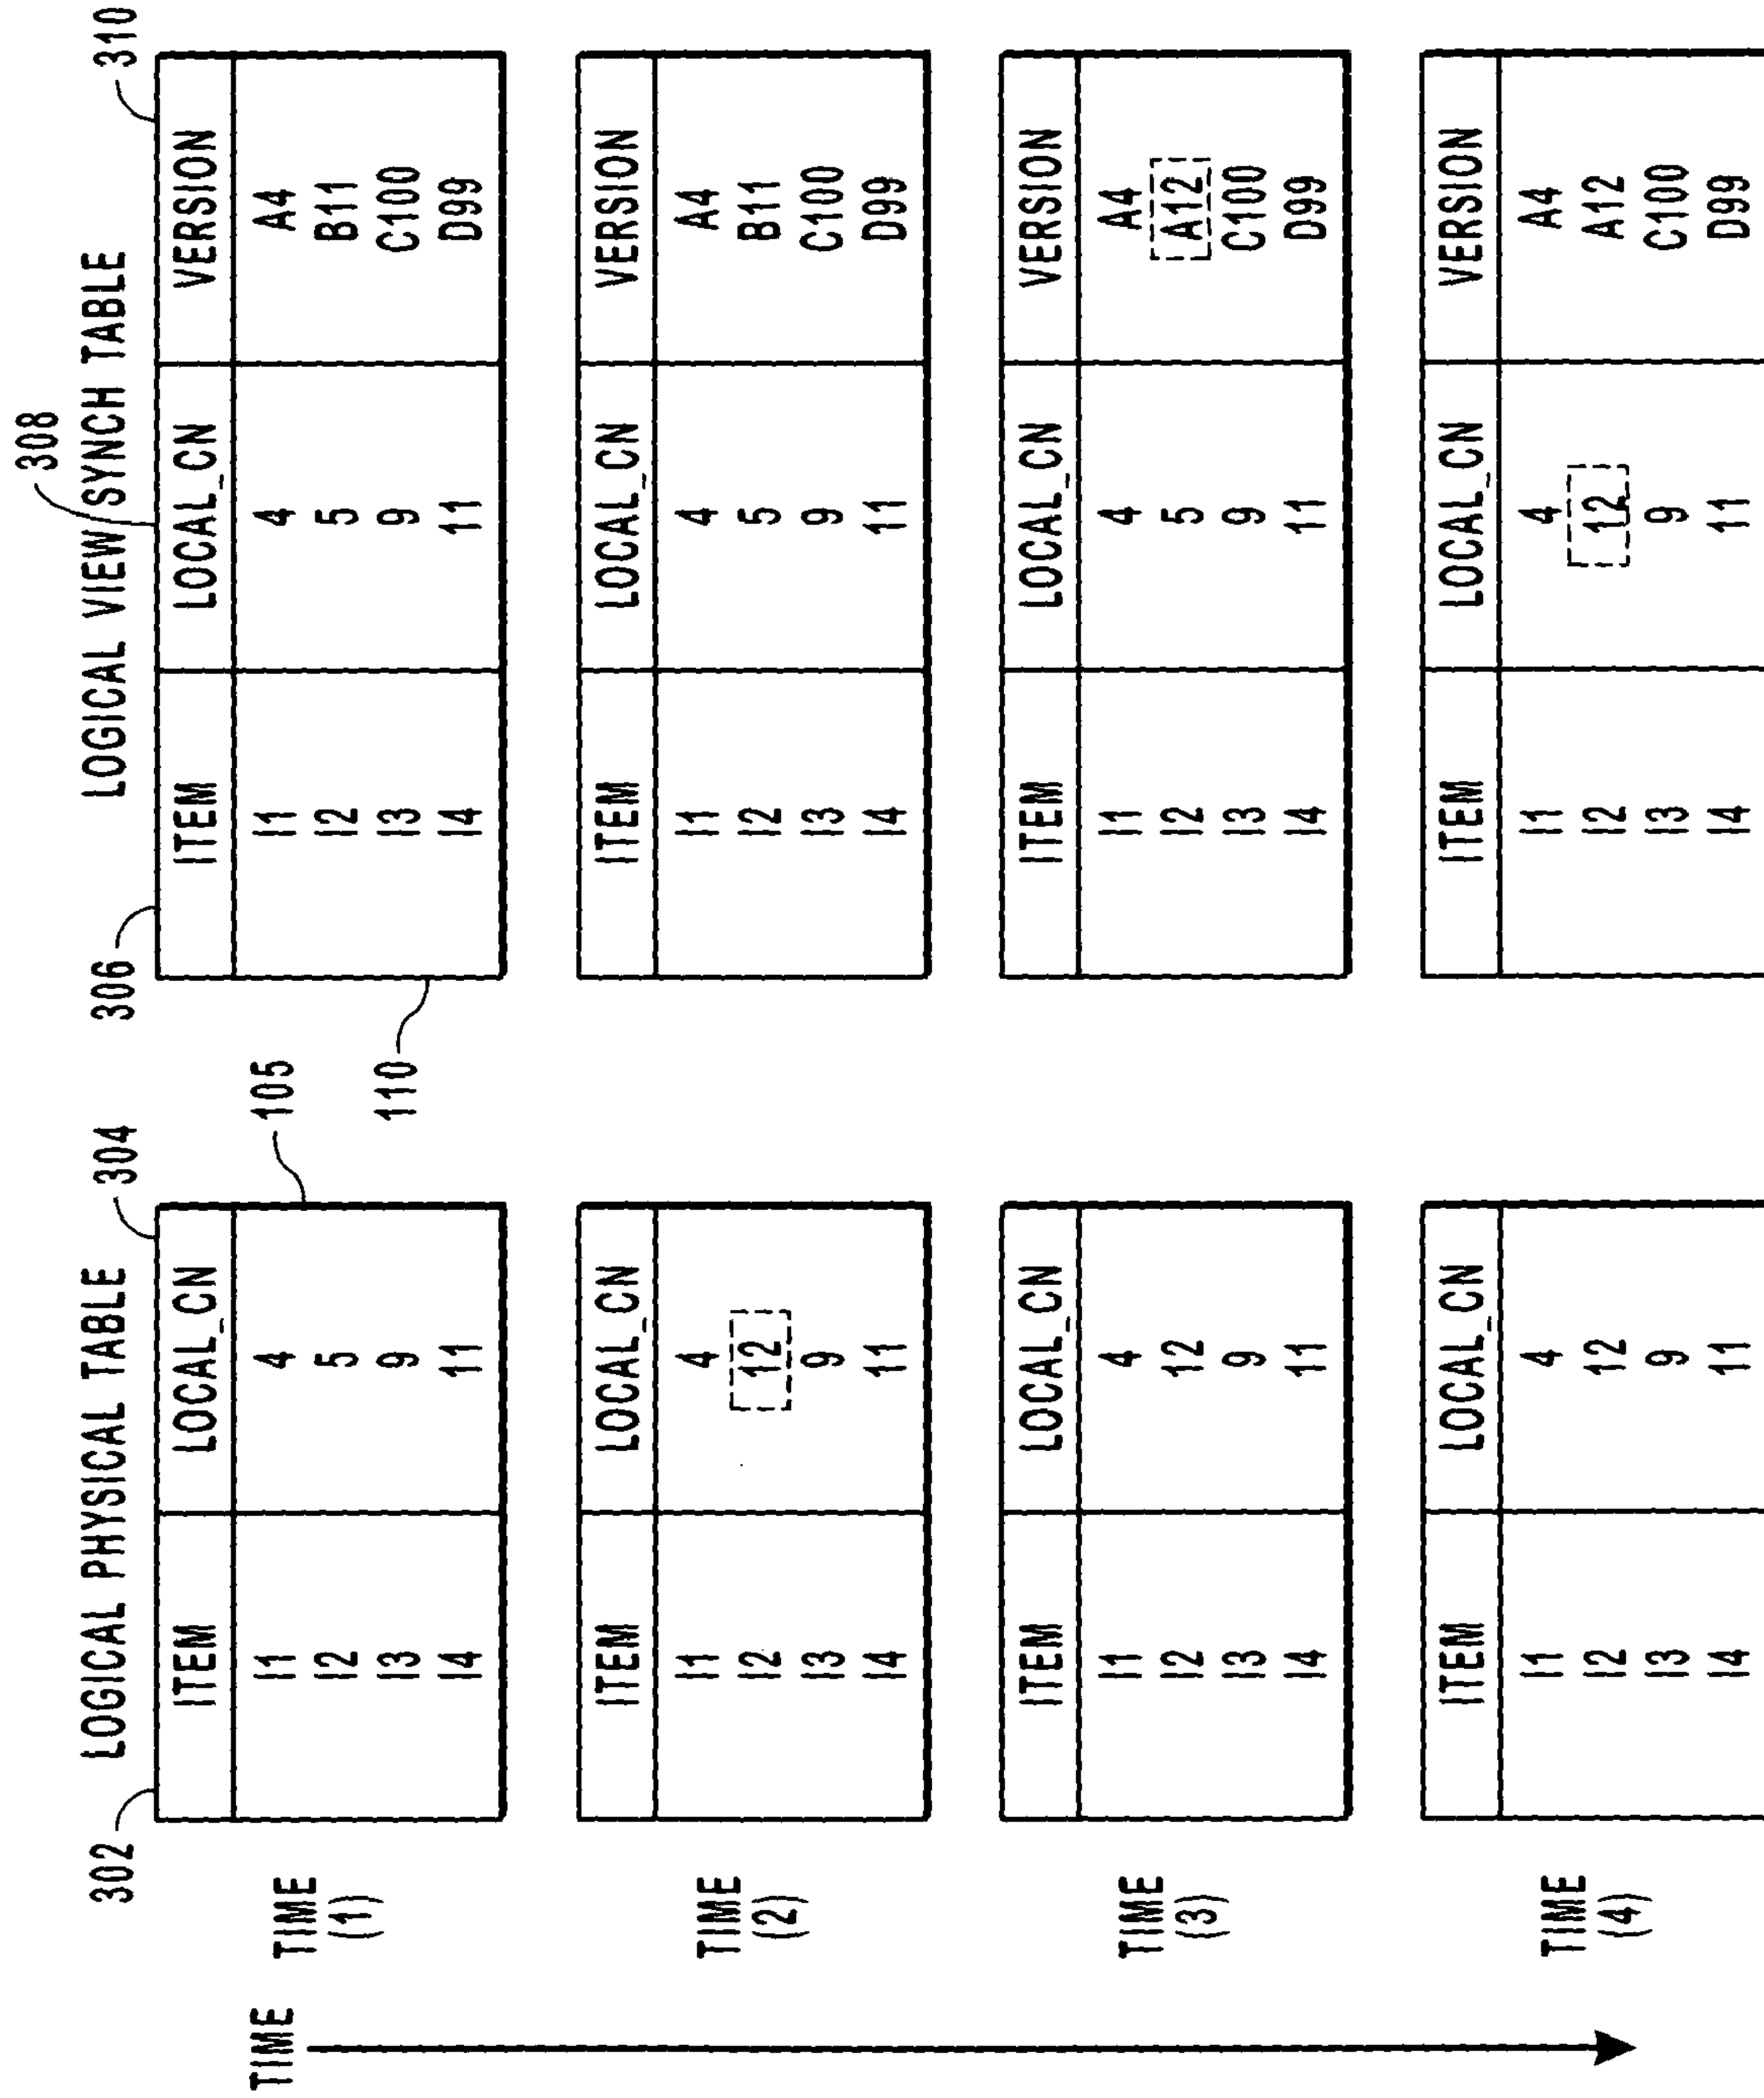 308
LOGICAL PHYSICAL TABLE
LOGICAL VIEW/SYNCH TABLE
302
304
306
310
TIME
TIME
(1)
ITEM LOCAL_CN
I1 4
I2 5
I3 9
I4 11
105
110
ITEM LOCAL_CN VERSION
I1 4 A4
I2 5 B11
I3 9 C100
I4 11 D99
TIME
(2)
ITEM LOCAL_CN
I1 4
I2 12
I3 9
I4 11
ITEM LOCAL_CN VERSION
I1 4 A4
I2 5 B11
I3 9 C100
I4 11 D99
TIME
(3)
ITEM LOCAL_CN
I1 4
I2 12
I3 9
I4 11
ITEM LOCAL_CN VERSION
I1 4 A4
I2 5 A12
I3 9 C100
I4 11 D99
TIME
(4)
ITEM LOCAL_CN
I1 4
I2 12
I3 9
I4 11
ITEM LOCAL_CN VERSION
I1 4 A4
I2 12 A12
I3 9 C100
I4 11 D99